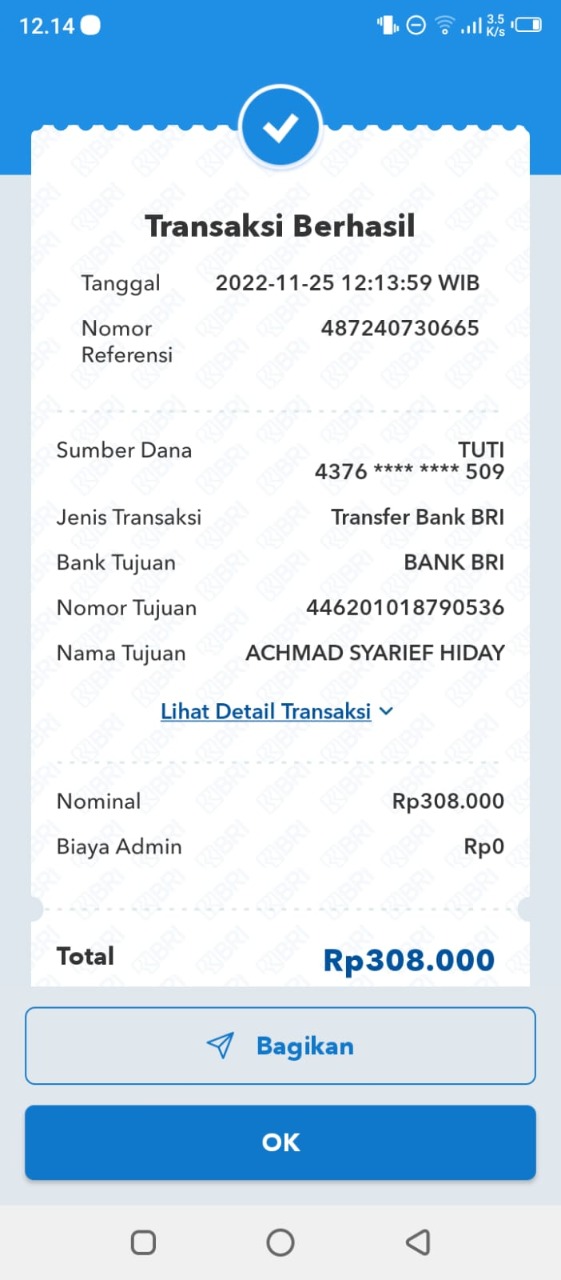 12.14
3.5
K/s
Transaksi Berhasil
Tanggal 2022-11-25 12:13:59 WIB
Nomor Referensi 487240730665
Sumber Dana TUTI
4376 **** **** 509
Jenis Transaksi Transfer Bank BRI
Bank Tujuan BANK BRI
Nomor Tujuan 446201018790536
Nama Tujuan ACHMAD SYARIEF HIDAY
Lihat Detail Transaksi
Nominal Rp308.000
Biaya Admin Rp0
Total Rp308.000
Bagikan
OK